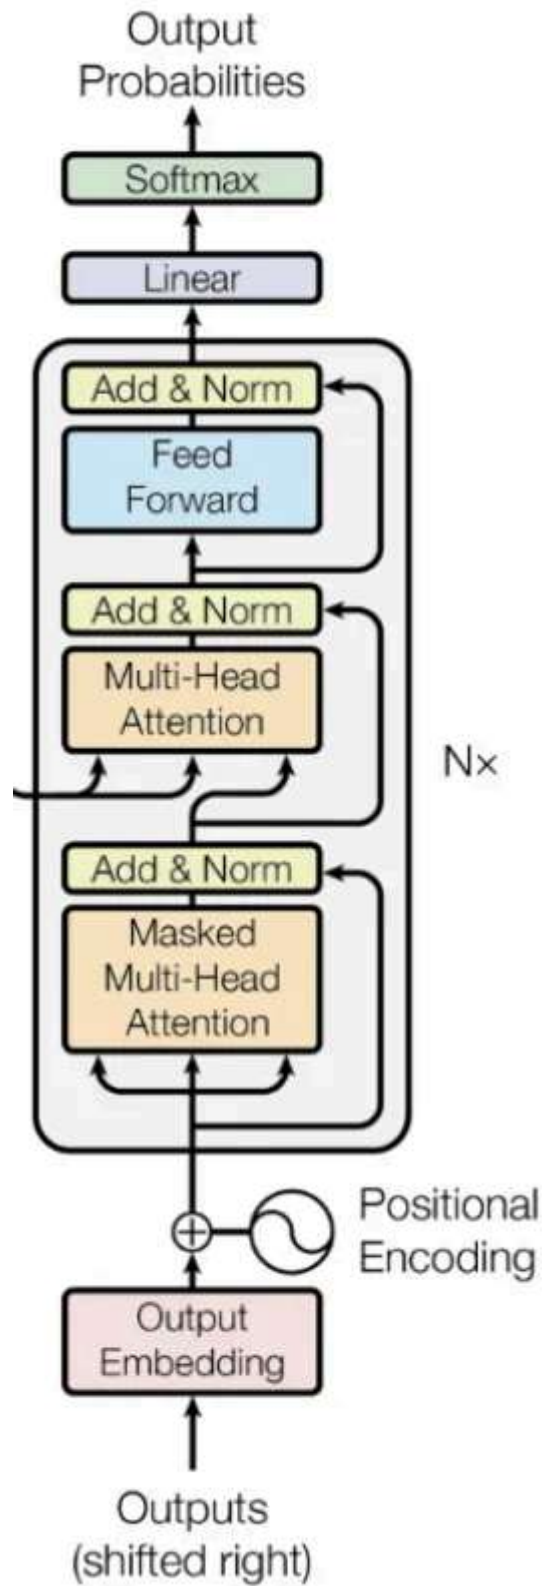 Output
Probabilities
Softmax
Linear
Add & Norm
Feed
Forward
Add & Norm
Multi-Head
Attention
N×
Add & Norm
Masked
Multi-Head
Attention
Positional
Encoding
Output
Embedding
Outputs
(shifted right)